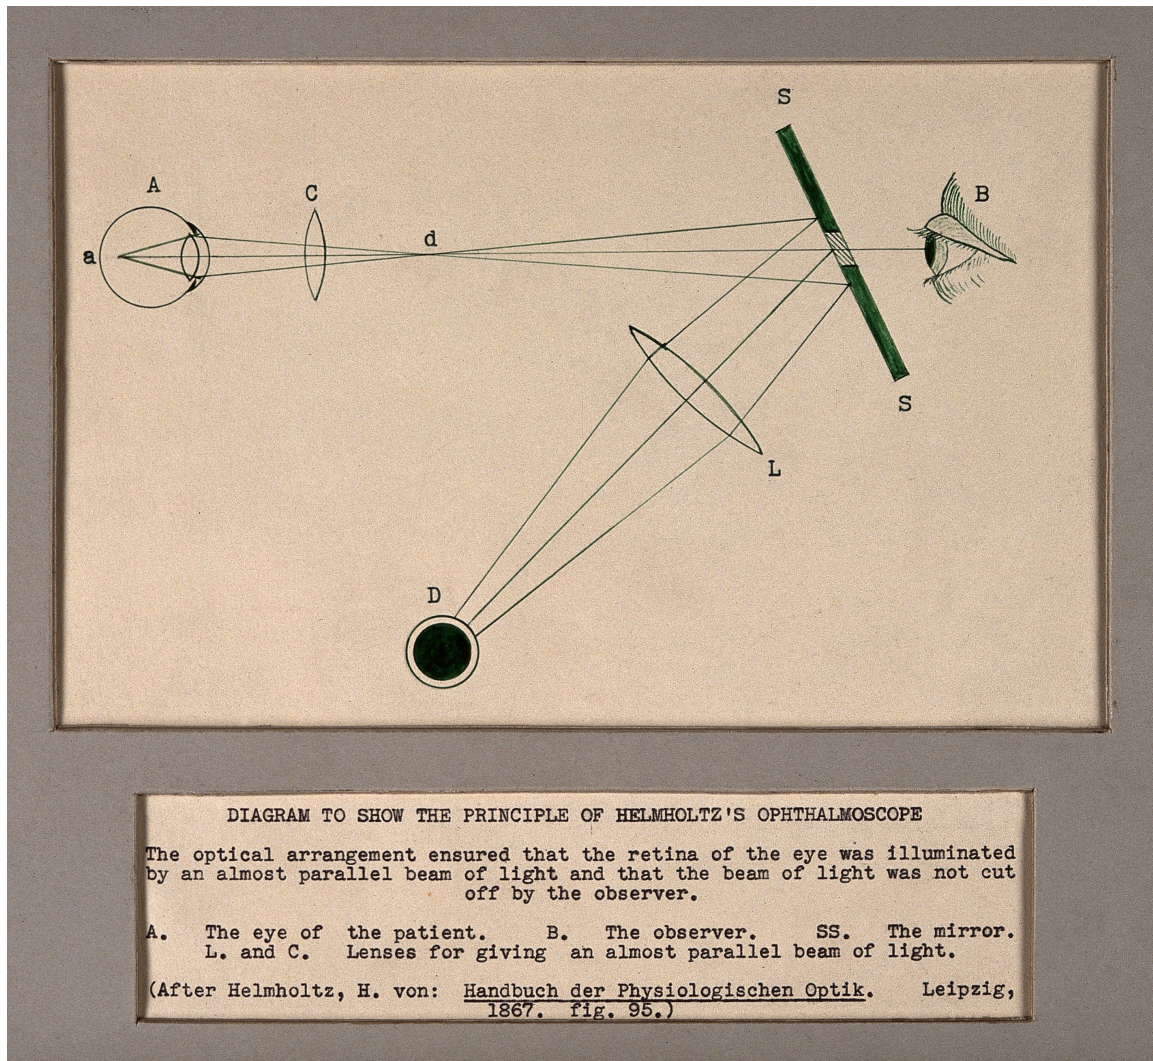 S
A
C
B
d
a
S
L
D
DIAGRAM TO SHOW THE PRINCIPLE OF HELMHOLTZ'S OPHTHALMOSCOPE
The optical arrangement ensured that the retina of the eye was illuminated
by an almost parallel beam of light and that the beam of light was not cut
off by the observer.
A. The eye of the patient. B. The observer. SS. The mirror.
L. and C. Lenses for giving an almost parallel beam of light.
(After Helmholtz, H. von: Handbuch der Physiologischen Optik. Leipzig,
1867. fig. 95.)